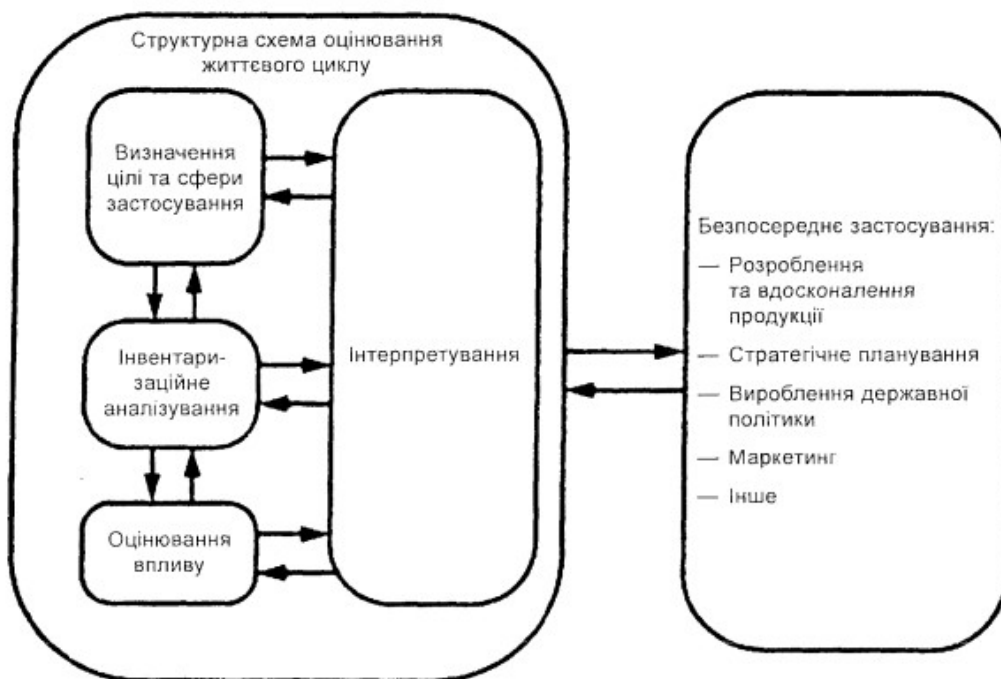 Структурна схема оцінювання
життєвого циклу
Визначення
цілі та сфери
застосування
Інвентари-
заційне
аналізування
Оцінювання
впливу
Інтерпретування
Безпосереднє застосування:
— Розроблення
та вдосконалення
продукції
— Стратегічне планування
— Вироблення державної
політики
— Маркетинг
— Інше